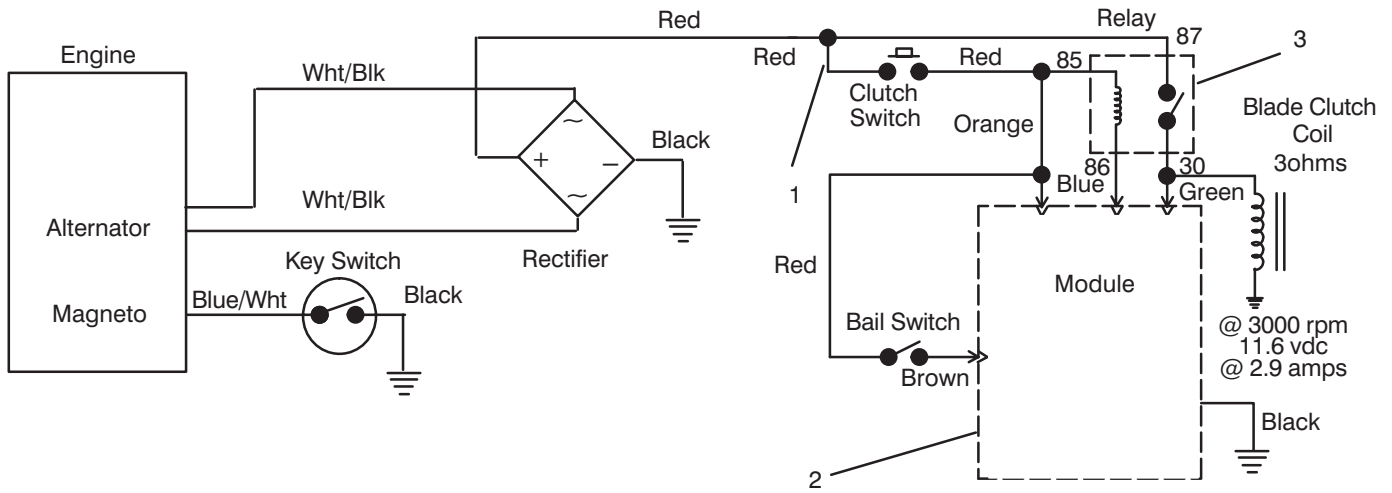 Red
Relay
87
3
Engine
Red
Red
85
Wht/Blk
Clutch
Switch
Blade Clutch
Coil
3ohms
Orange
~
+
−
~
Black
86
30
1
Blue
Green
Wht/Blk
Alternator
Rectifier
Key Switch
Red
Module
Blue/Wht
Black
Magneto
Bail Switch
@ 3000 rpm
11.6 vdc
@ 2.9 amps
Brown
Black
2